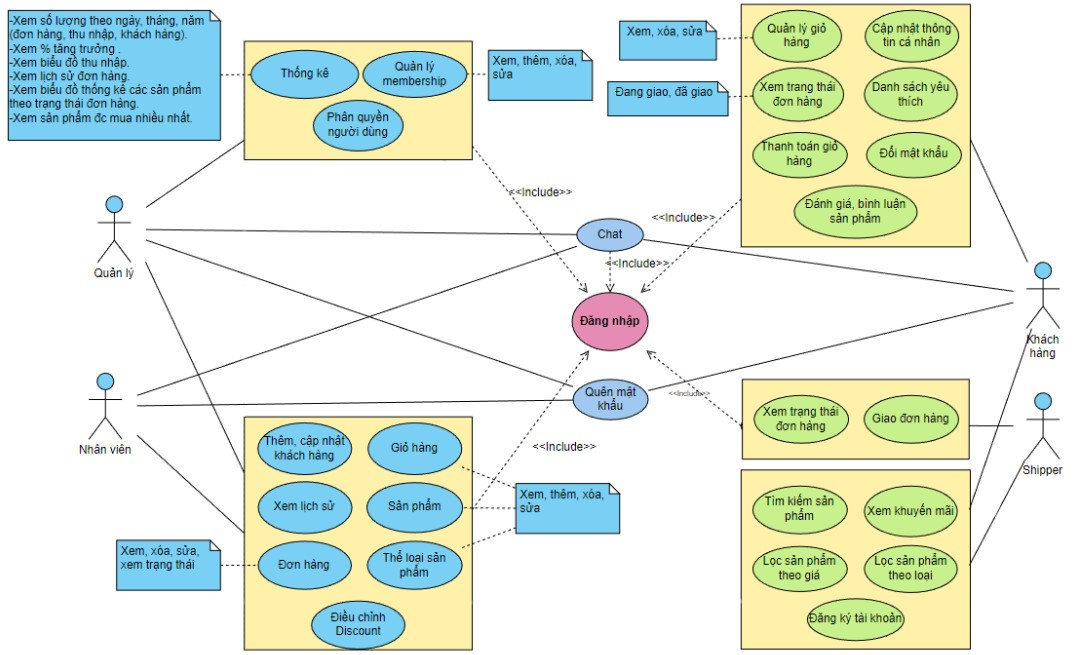 -Xem số lượng theo ngày, tháng, năm
(đơn hàng, thu nhập, khách hàng).
-Xem % tăng trưởng .
-Xem biểu đồ thu nhập.
-Xem lịch sử đơn hàng.
-Xem biểu đồ thống kê các sản phẩm
theo trạng thái đơn hàng.
-Xem sản phẩm đc mua nhiều nhất.
Thống kê
Quản lý
membership
Phân quyền
người dùng
Xem, thêm, xóa,
sửa
Xem, xóa, sửa
Đang giao, đã giao
Quản lý giỏ
hàng
Cập nhật thông
tin cá nhân
Xem trang thái
đơn hàng
Danh sách yêu
thích
Thanh toán giỏ
hàng
Đổi mật khẩu
Đánh giá, bình luận
sản phẩm
<<Include>>
<<Include>>
Chat
<<Include>>
Quản lý
Khách
hàng
Đăng nhập
Quên mật
khẩu
<<Include>>
<<Include>>
Nhân viên
Thêm, cập nhât
khách hàng
Giỏ hàng
Xem lịch sử
Sản phẩm
Đơn hàng
Thể loại sản
phẩm
Điều chỉnh
Discount
Xem, thêm, xóa,
sửa
Xem, xóa, sửa,
xem trạng thái
Xem trạng thái
đơn hàng
Giao đơn hàng
Shipper
Tìm kiếm sản
phẩm
Xem khuyến mãi
Lọc sản phẩm
theo giá
Lọc sản phẩm
theo loại
Đăng ký tài khoản